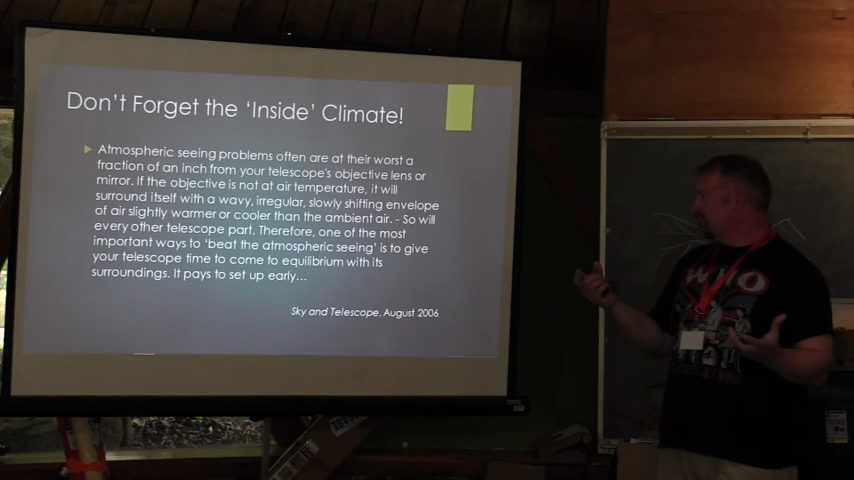 Don't Forget the 'Inside' Climate!
Atmospheric seeing problems often are at their worst a
fraction of an inch from your telescope's objective lens or
mirror. If the objective is not at air temperature, it will
surround itself with a wavy, irregular, slowly shifting envelope
of air slightly warmer or cooler than the ambient air. - So will
every other telescope part. Therefore, one of the most
important ways to 'beat the atmospheric seeing' is to give
your telescope time to come to equilibrium with its
surroundings. It pays to set up early...
Sky and Telescope, August 2006